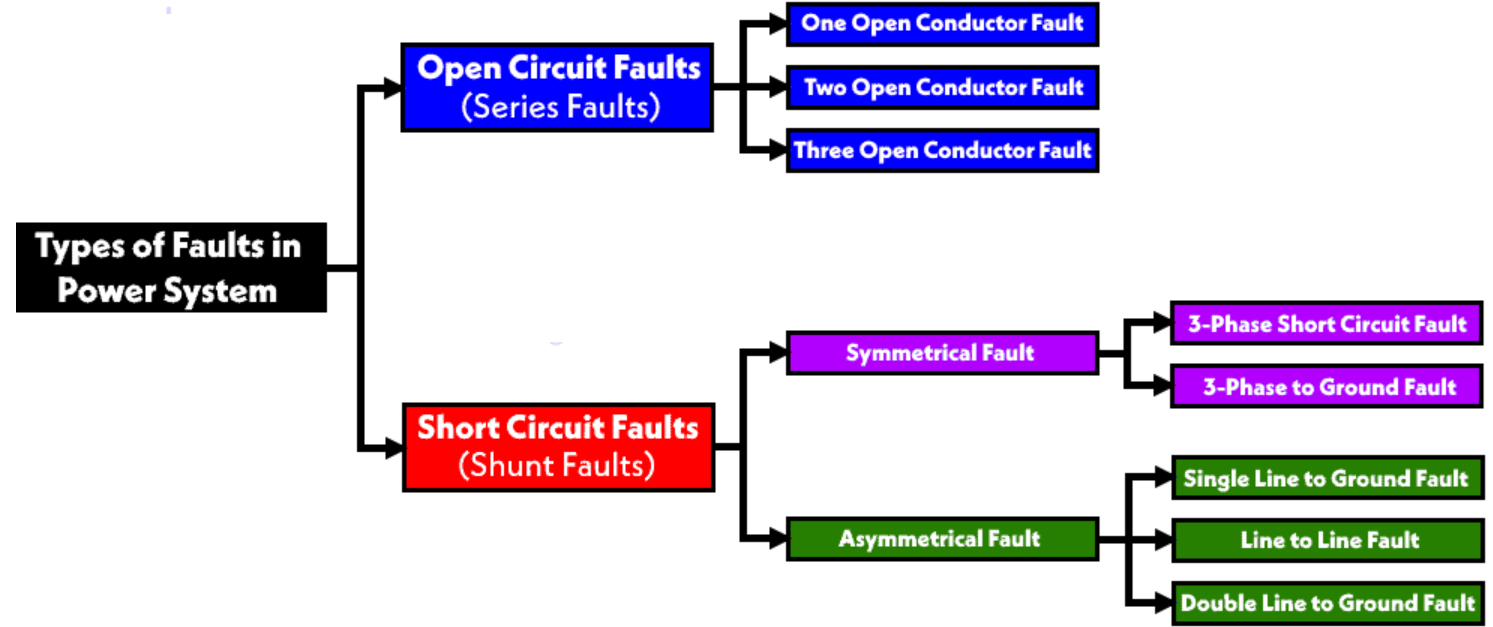 Types of Faults in
Power System
Open Circuit Faults
(Series Faults)
One Open Conductor Fault
Two Open Conductor Fault
Three Open Conductor Fault
Short Circuit Faults
(Shunt Faults)
Symmetrical Fault
3-Phase Short Circuit Fault
3-Phase to Ground Fault
Asymmetrical Fault
Single Line to Ground Fault
Line to Line Fault
Double Line to Ground Fault